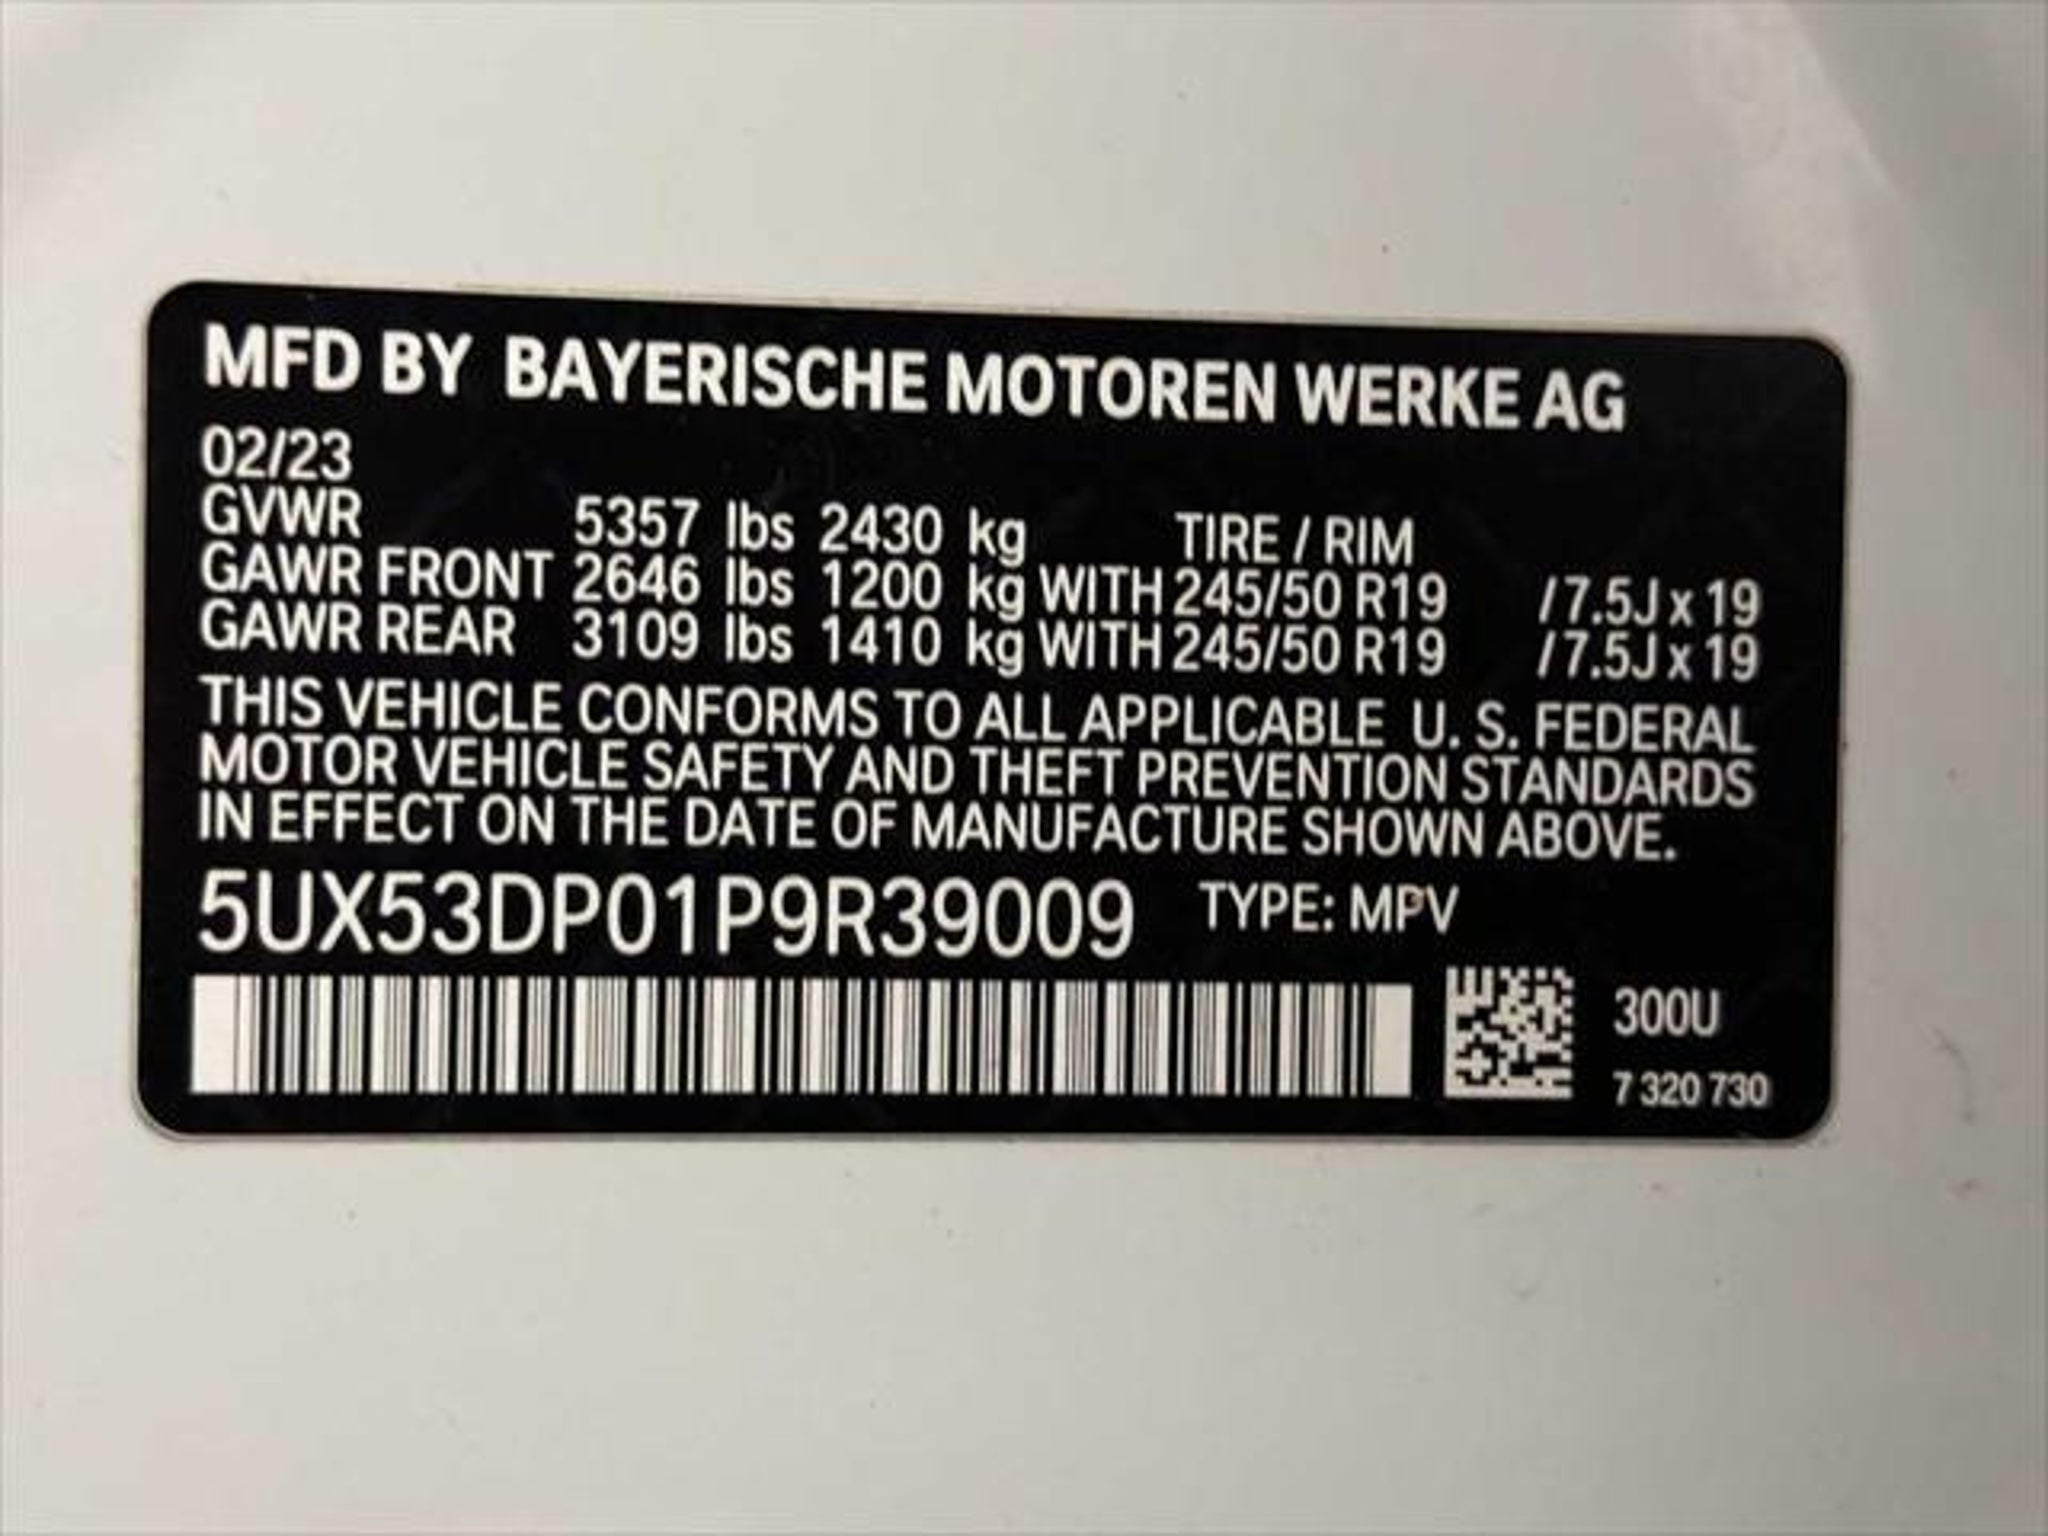 MFD BY BAYERISCHE MOTOREN WERKE AG
02/23
GVWR 5357 lbs 2430 kg TIRE / RIM
GAWR FRONT 2646 lbs 1200 kg WITH 245/50 R19 / 7.5J x 19
GAWR REAR 3109 lbs 1410 kg WITH 245/50 R19 / 7.5J x 19
THIS VEHICLE CONFORMS TO ALL APPLICABLE U. S. FEDERAL
MOTOR VEHICLE SAFETY AND THEFT PREVENTION STANDARDS
IN EFFECT ON THE DATE OF MANUFACTURE SHOWN ABOVE.
5UX53DP01P9R39009 TYPE: MPV
300U
7 320 730